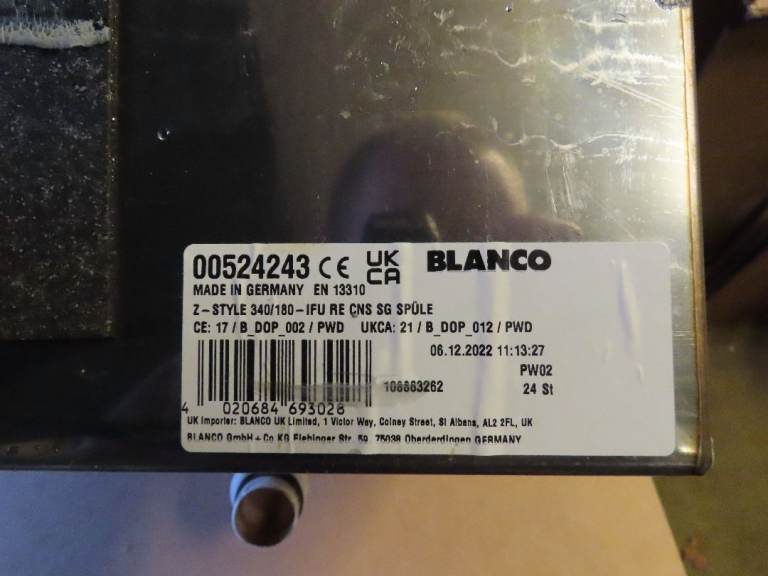 00524243 CE UK CA BLANCO
MADE IN GERMANY EN 13310
Z-STYLE 340/180-IFU RE CNS SG SPÜLE
CE: 17 / B_DOP_002 / PWD UKCA: 21 / B_DOP_012 / PWD
06.12.2022 11:13:27
PW02
108663262 24 St
4 020684 693028
UK Importer: BLANCO UK Limited, 1 Victor Way, Colney Street, St Albans, AL2 2FL, UK
BLANCO GmbH + Co KG Flehinger Str. 59 75038 Oberderdingen GERMANY